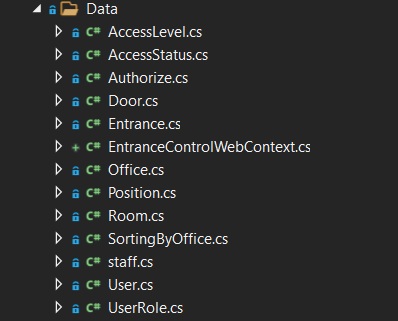 Data
C# AccessLevel.cs
C# AccessStatus.cs
C# Authorize.cs
C# Door.cs
C# Entrance.cs
+ C# EntranceControlWebContext.cs
C# Office.cs
C# Position.cs
C# Room.cs
C# SortingByOffice.cs
C# staff.cs
C# User.cs
C# UserRole.cs